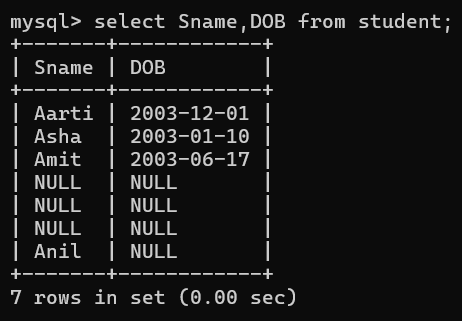 mysql> select Sname,DOB from student;
+-------+------------+
| Sname | DOB        |
+-------+------------+
| Aarti | 2003-12-01 |
| Asha  | 2003-01-10 |
| Amit  | 2003-06-17 |
| NULL  | NULL       |
| NULL  | NULL       |
| NULL  | NULL       |
| Anil  | NULL       |
+-------+------------+
7 rows in set (0.00 sec)